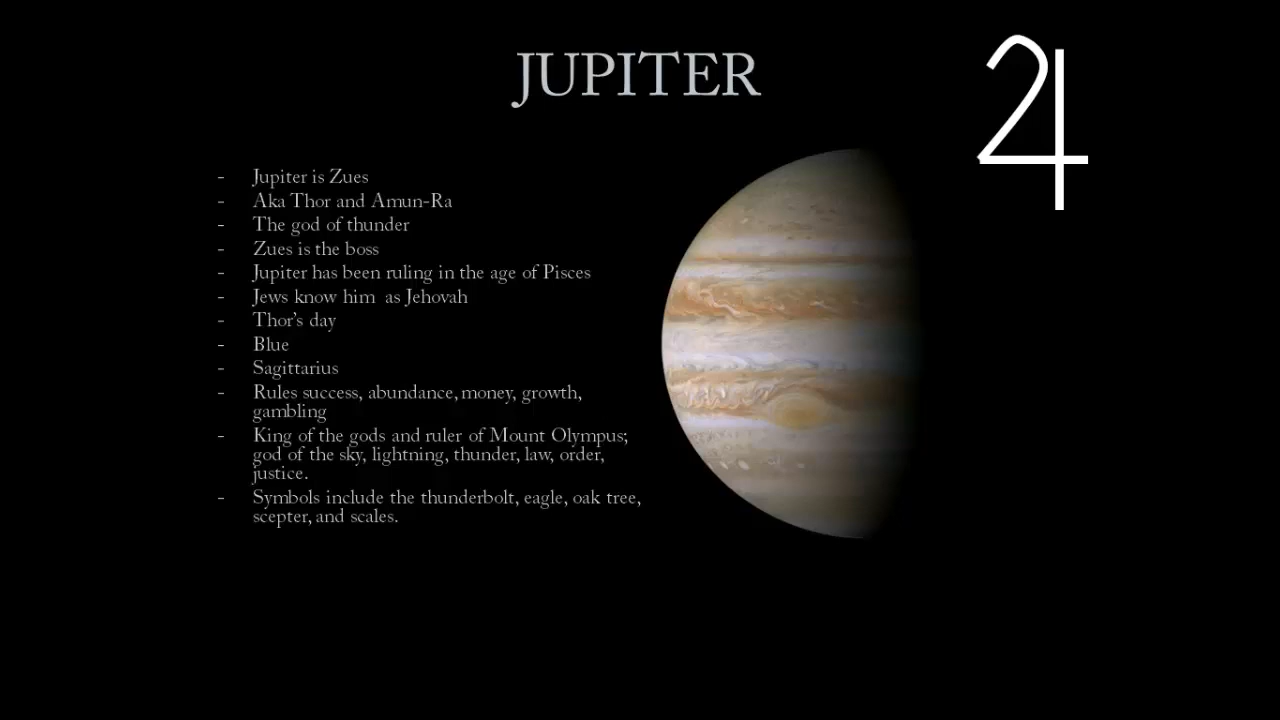 JUPITER
- Jupiter is Zues
- Aka Thor and Amun-Ra
- The god of thunder
- Zues is the boss
- Jupiter has been ruling in the age of Pisces
- Jews know him as Jehovah
- Thor's day
- Blue
- Sagittarius
- Rules success, abundance, money, growth,
gambling
- King of the gods and ruler of Mount Olympus;
god of the sky, lightning, thunder, law, order,
justice.
- Symbols include the thunderbolt, eagle, oak tree,
scepter, and scales.